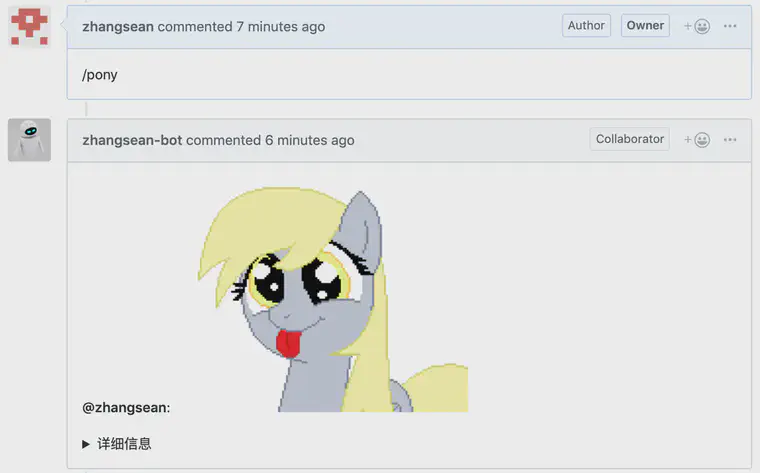 zhangsean commented 7 minutes ago Author Owner
/pony
zhangsean-bot commented 6 minutes ago Collaborator
@zhangsean:
详细信息